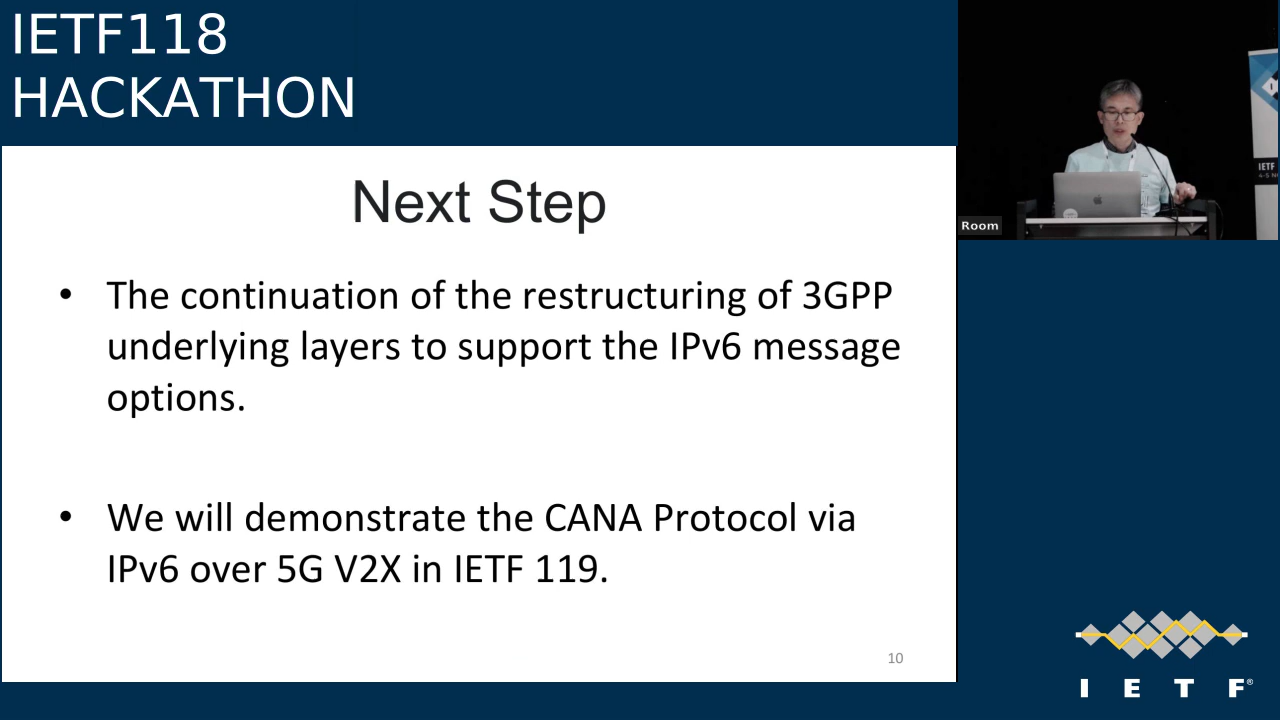 IETF118
HACKATHON
Next Step
• The continuation of the restructuring of 3GPP
underlying layers to support the IPv6 message
options.
• We will demonstrate the CANA Protocol via
IPv6 over 5G V2X in IETF 119.
10
Room
IETF
I E T F®